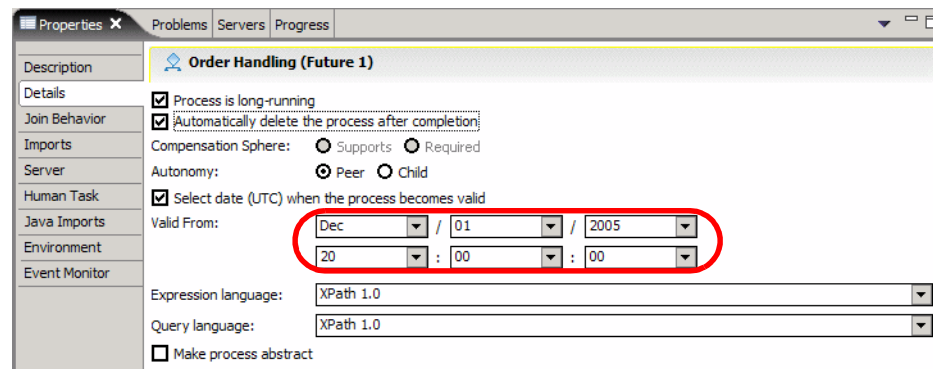 Properties Problems Servers Progress
Order Handling (Future 1)
Description
Details
Join Behavior
Imports
Server
Human Task
Java Imports
Environment
Event Monitor
Process is long-running
Automatically delete the process after completion
Compensation Sphere: Supports Required
Autonomy: Peer Child
Select date (UTC) when the process becomes valid
Valid From: Dec / 01 / 2005
20 : 00 : 00
Expression language: XPath 1.0
Query language: XPath 1.0
Make process abstract